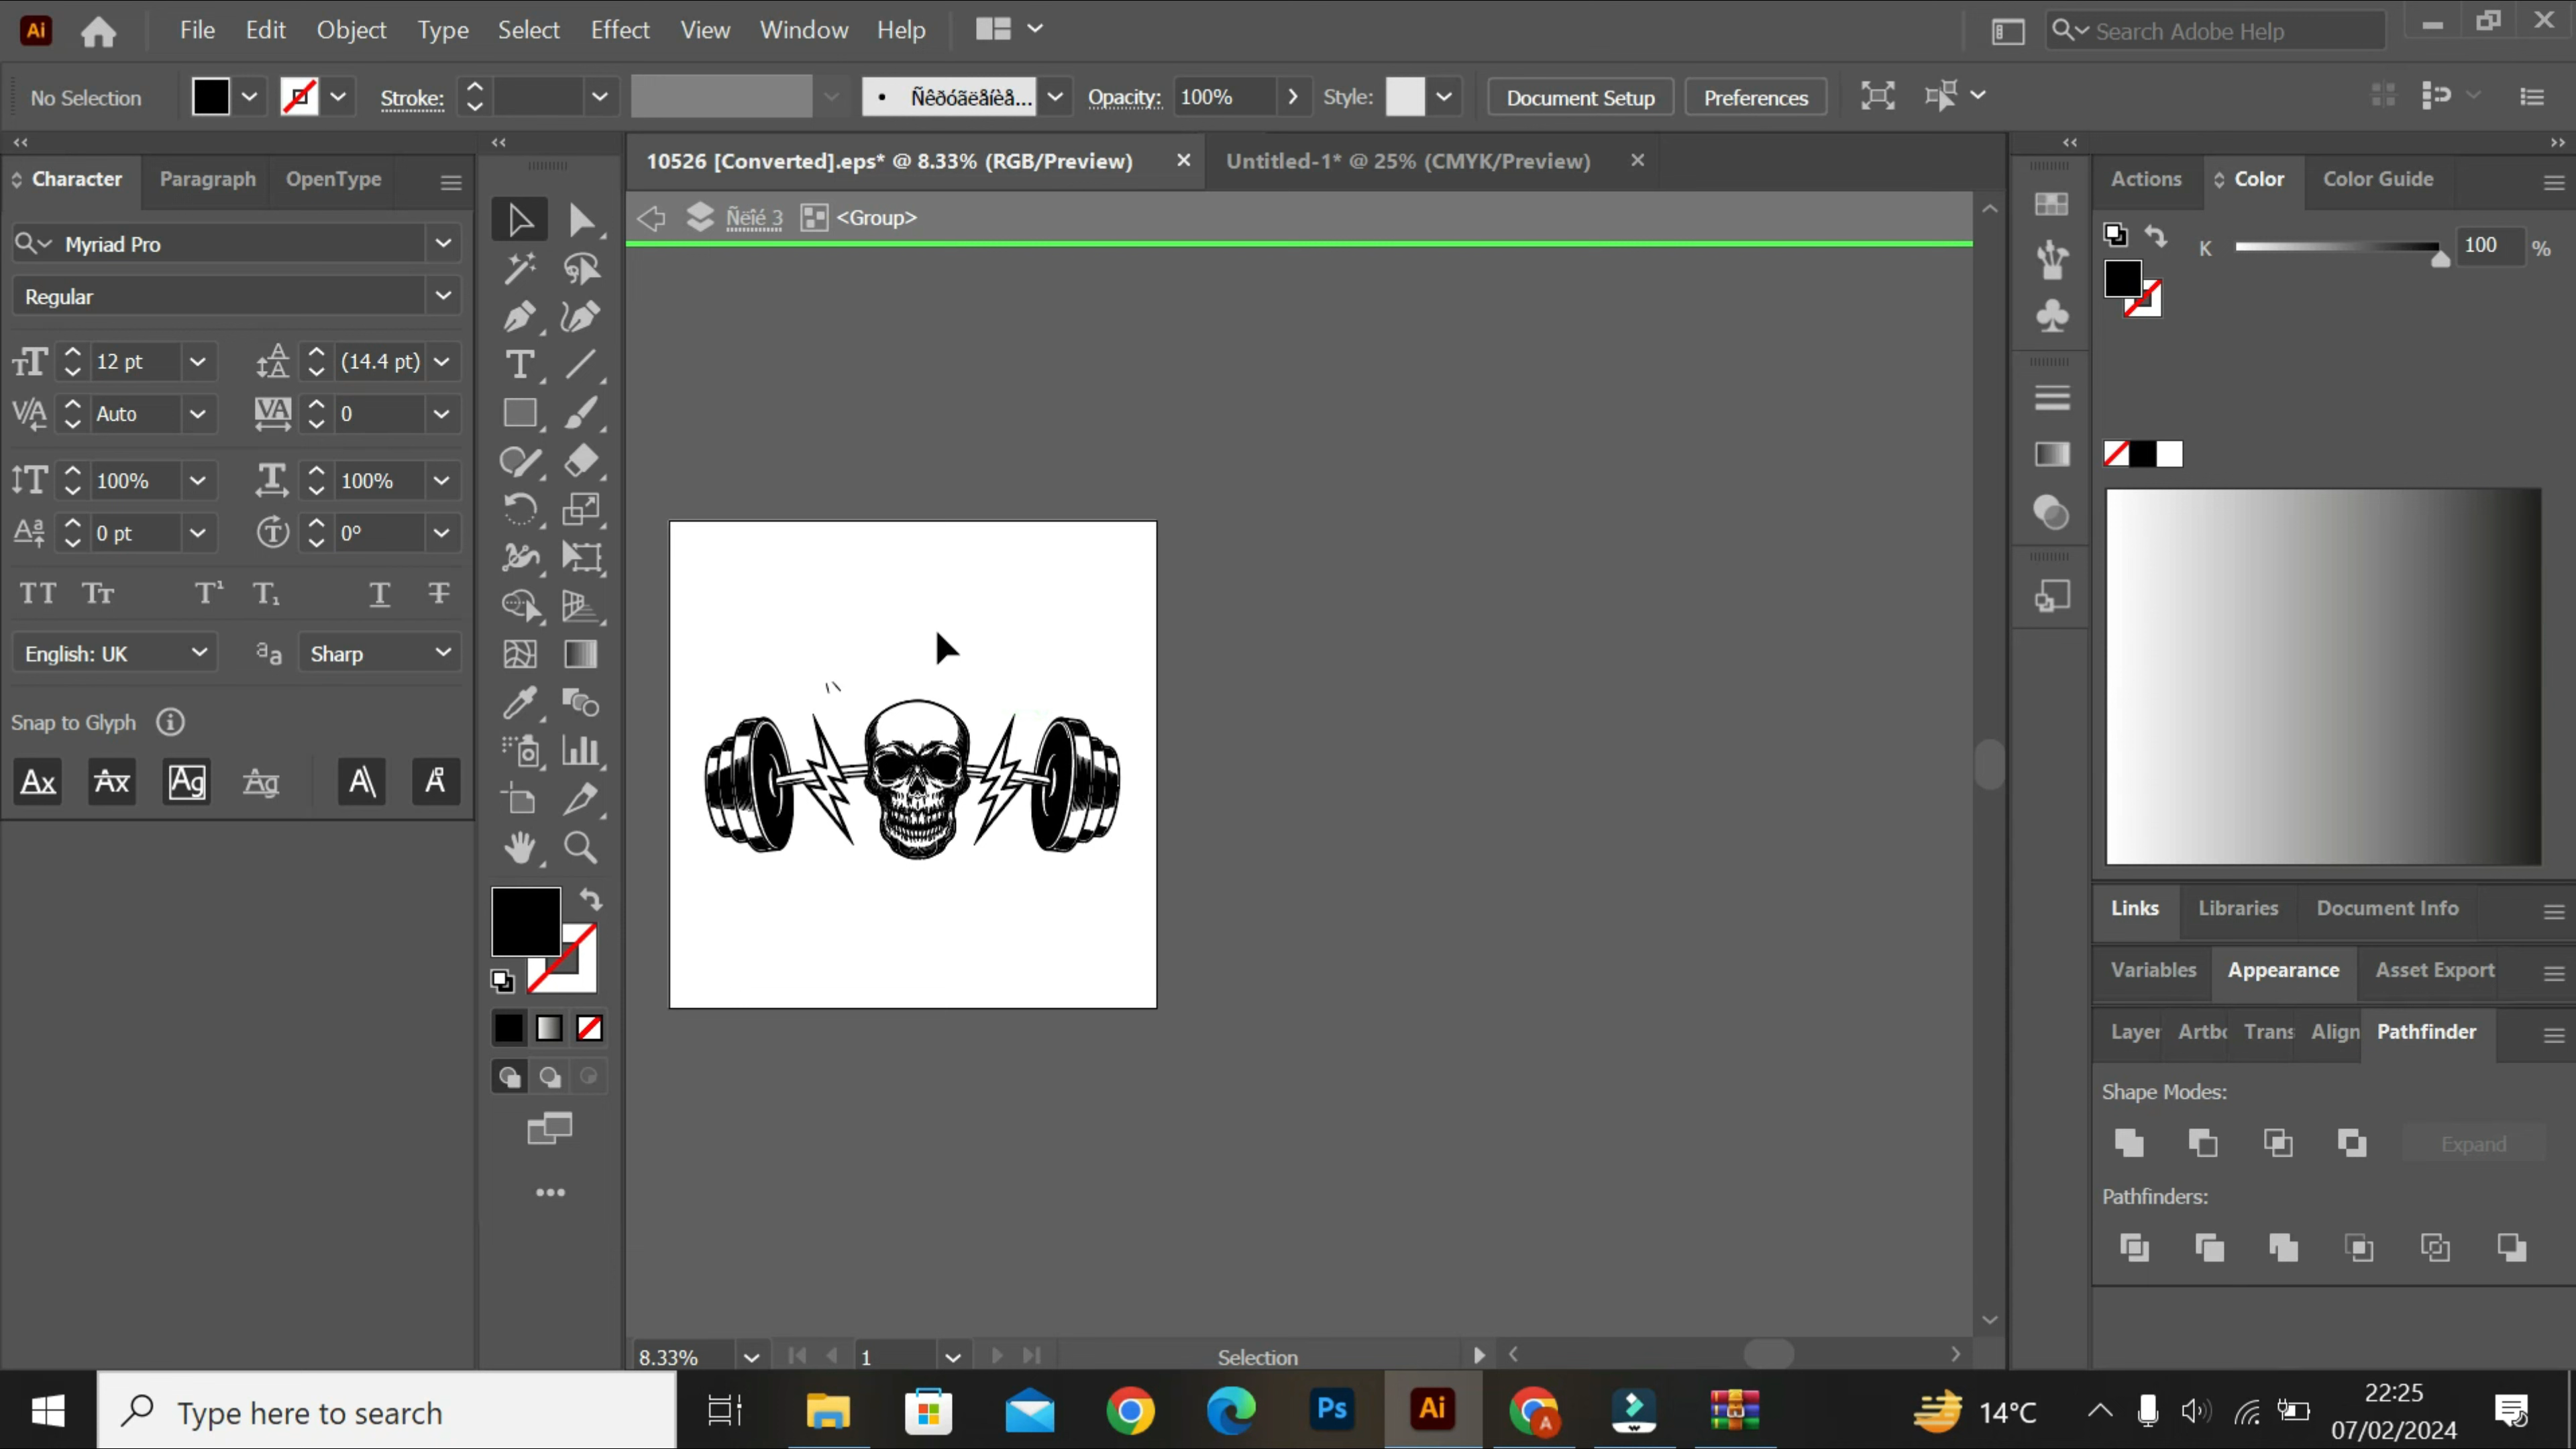 Ai File Edit Object Type Select Effect View Window Help Search Adobe Help
No Selection Stroke: Ñêðóãëåíèå... Opacity: 100% Style: Document Setup Preferences
10526 [Converted].eps* @ 8.33% (RGB/Preview) Untitled-1* @ 25% (CMYK/Preview)
Ñëîé 3 <Group>
Character Paragraph OpenType
Myriad Pro
Regular
12 pt (14.4 pt)
Auto 0
100% 100%
0 pt 0°
English: UK Sharp
Snap to Glyph
Actions Color Color Guide
K 100 %
Links Libraries Document Info
Variables Appearance Asset Export
Layer Artbo Trans Align Pathfinder
Shape Modes:
Expand
Pathfinders:
8.33% 1 Selection
Type here to search
Ps Ai A
14°C
22:25
07/02/2024